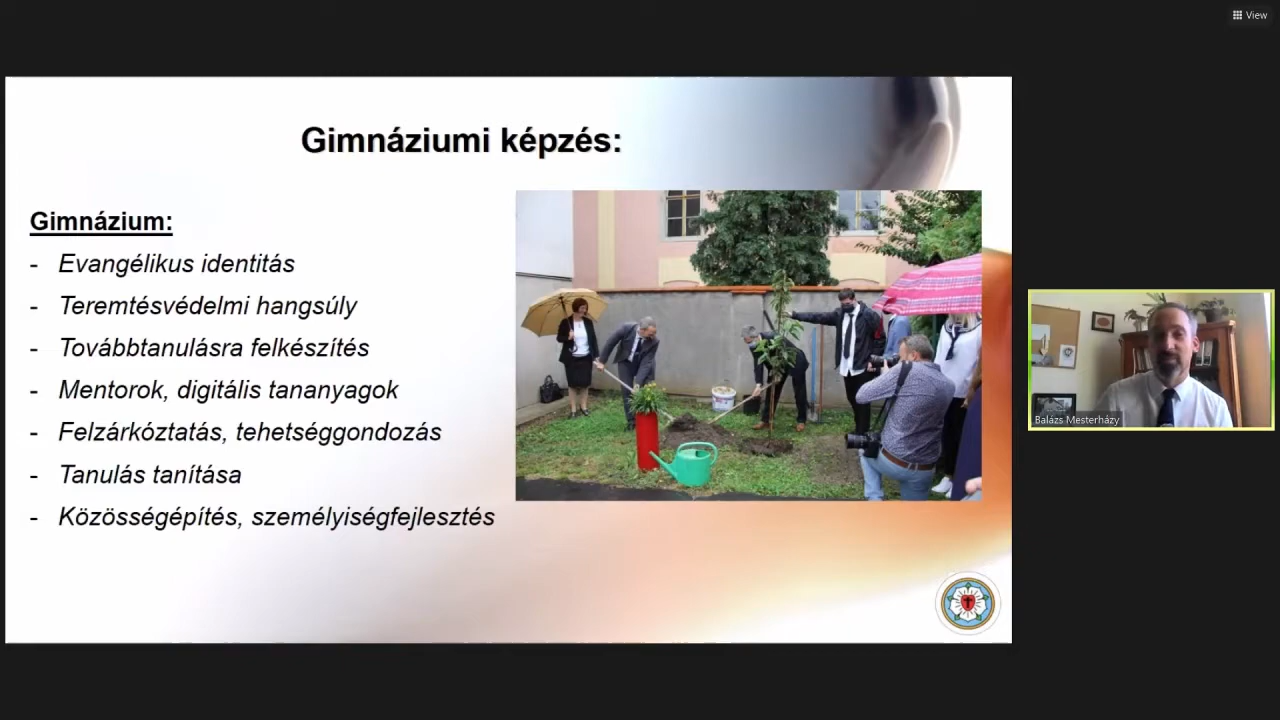 View
Gimnáziumi képzés:
Gimnázium:
- Evangélikus identitás
- Teremtésvédelmi hangsúly
- Továbbtanulásra felkészítés
- Mentorok, digitális tananyagok
- Felzárkóztatás, tehetséggondozás
- Tanulás tanítása
- Közösségépítés, személyiségfejlesztés
Balázs Mesterházy